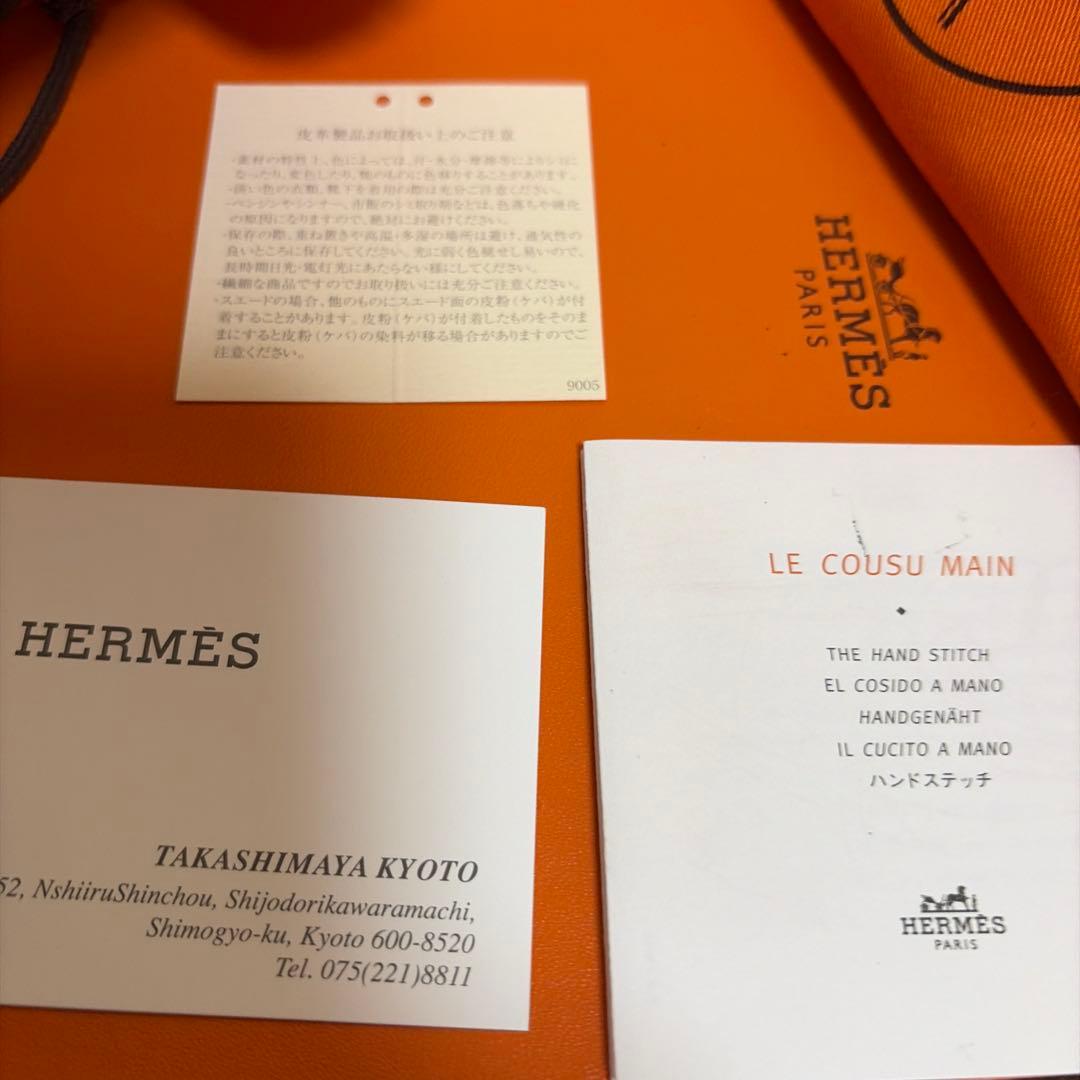 皮革製品お取扱い上のご注意
・素材の特性上、色によっては、汗・水分・摩擦等によりシミに
なったり、変色したり、他のものに色移りすることがあります。
・淡い色の衣類、靴下を着用の際は充分ご注意ください。
・ベンジンやシンナー、市販のシミ取り剤などは、色落ちや硬化
の原因になりますので、絶対にお避けください。
・保存の際、重ね置きや高温・多湿の場所は避け、通気性の
良いところに保存してください。光に弱く色褪せし易いので、
長時間日光・電灯光にあたらない様にしてください。
・繊細な商品ですのでお取り扱いには充分ご注意ください。
・スエードの場合、他のものにスエード面の皮粉（ケバ）が付
着することがあります。皮粉（ケバ）が付着したものをそのま
まにすると皮粉（ケバ）の染料が移る場合がありますのでご
注意ください。
9005
HERMÈS
PARIS
HERMÈS
TAKASHIMAYA KYOTO
52, NshiiruShinchou, Shijodorikawaramachi,
Shimogyo-ku, Kyoto 600-8520
Tel. 075(221)8811
LE COUSU MAIN
THE HAND STITCH
EL COSIDO A MANO
HANDGENÄHT
IL CUCITO A MANO
ハンドステッチ
HERMÈS
PARIS